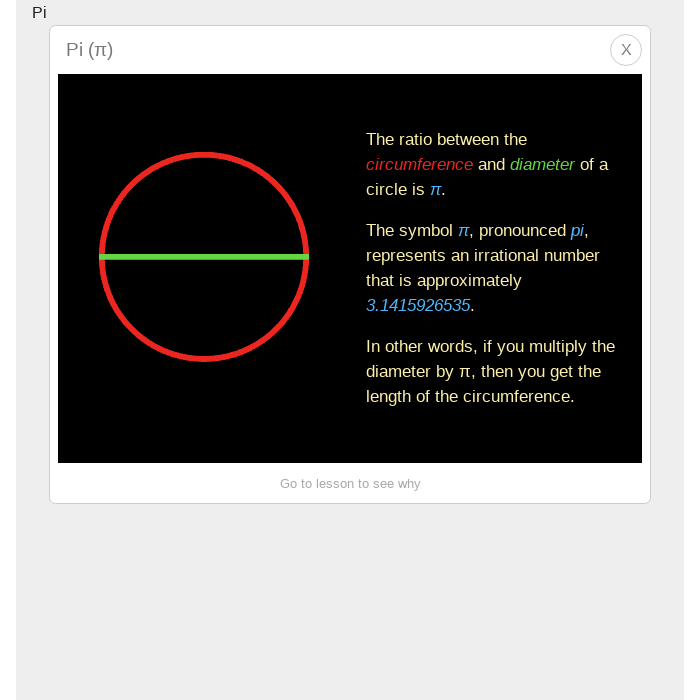 Pi
Pi (π)
X
The ratio between the
circumference and diameter of a
circle is π.
The symbol π, pronounced pi,
represents an irrational number
that is approximately
3.1415926535.
In other words, if you multiply the
diameter by π, then you get the
length of the circumference.
Go to lesson to see why